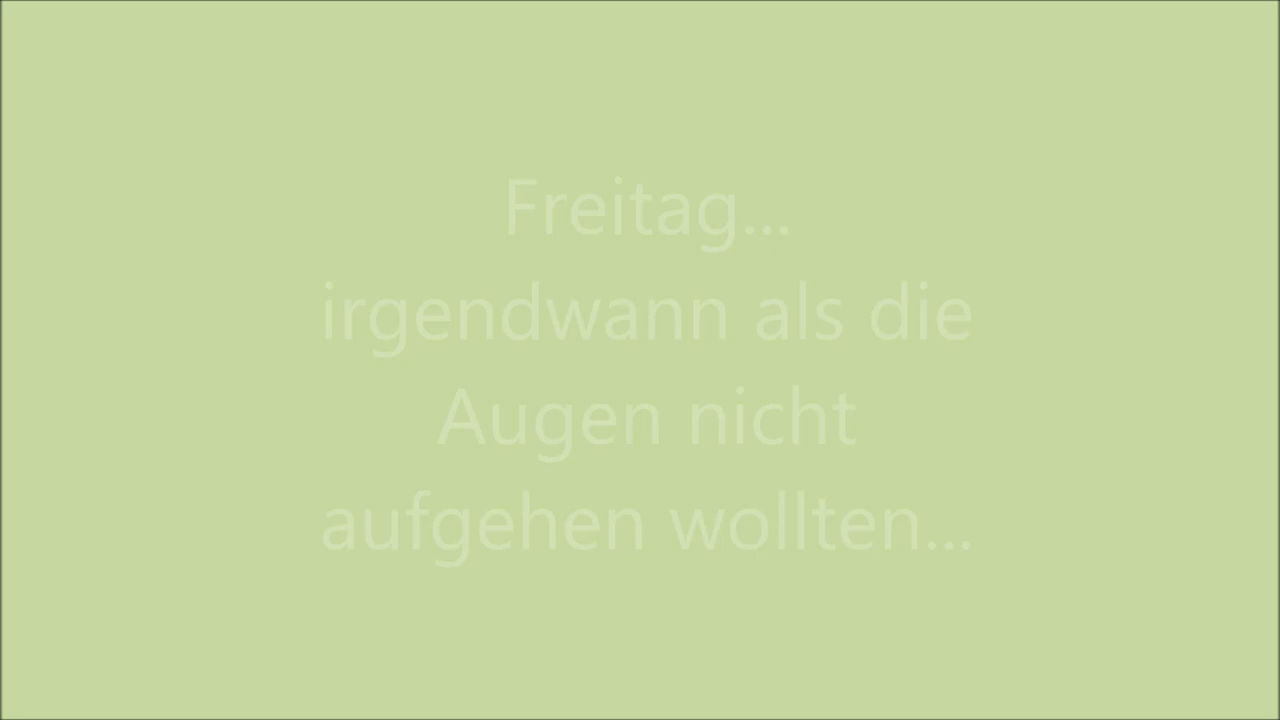 Freitag...
irgendwann als die
Augen nicht
aufgehen wollten...